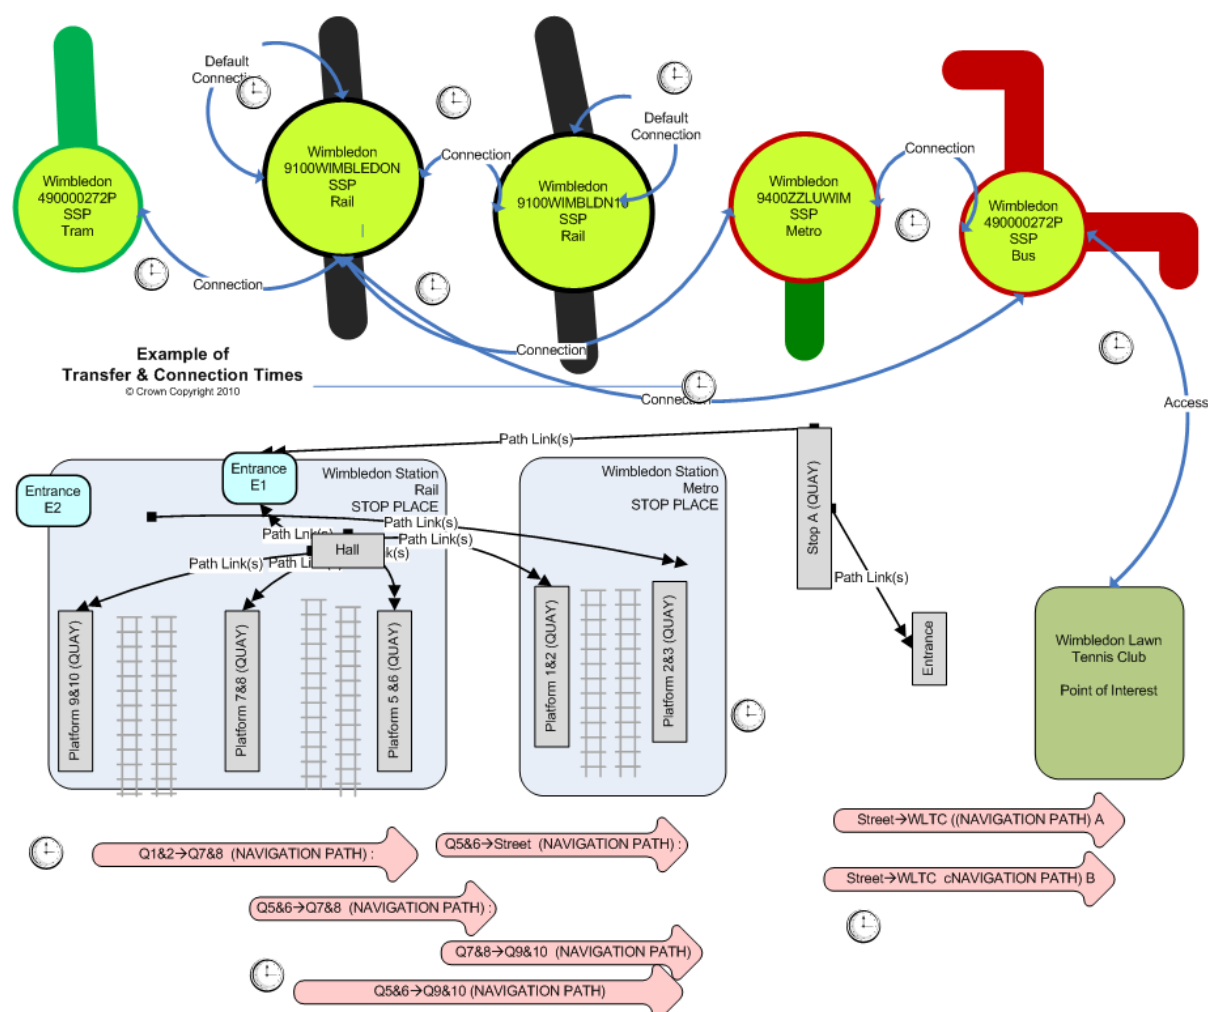 Default
Connectio
Wimbledon
490000272P
SSP
Tram
Wimbledon
9100WIMBLEDON
SSP
Rail
Connection
Wimbledon
9100WIMBLDN1
SSP
Rail
Default
Connection
Wimbledon
9400ZZLUWIM
SSP
Metro
Connection
Wimbledon
490000272P
SSP
Bus
Connection
Connection
Connection
Access
Example of
Transfer & Connection Times
© Crown Copyright 2010
Path Link(s)
Entrance
E1
Entrance
E2
Wimbledon Station
Rail
STOP PLACE
Wimbledon Station
Metro
STOP PLACE
Path Link(s)
Path Link(s)
Path Link(s)
Hall
k(s)
Path Link(s)
Path Link(s)
Stop A (QUAY)
Path Link(s)
Entrance
Platform 9&10 (QUAY)
Platform 7&8 (QUAY)
Platform 5 &6 (QUAY)
Platform 1&2 (QUAY)
Platform 2&3 (QUAY)
Wimbledon Lawn
Tennis Club
Point of Interest
Q1&2→Q7&8 (NAVIGATION PATH) :
Q5&6→Street (NAVIGATION PATH) :
Street→WLTC ((NAVIGATION PATH) A
Street→WLTC cNAVIGATION PATH) B
Q5&6→Q7&8 (NAVIGATION PATH) :
Q7&8→Q9&10 (NAVIGATION PATH)
Q5&6→Q9&10 (NAVIGATION PATH)